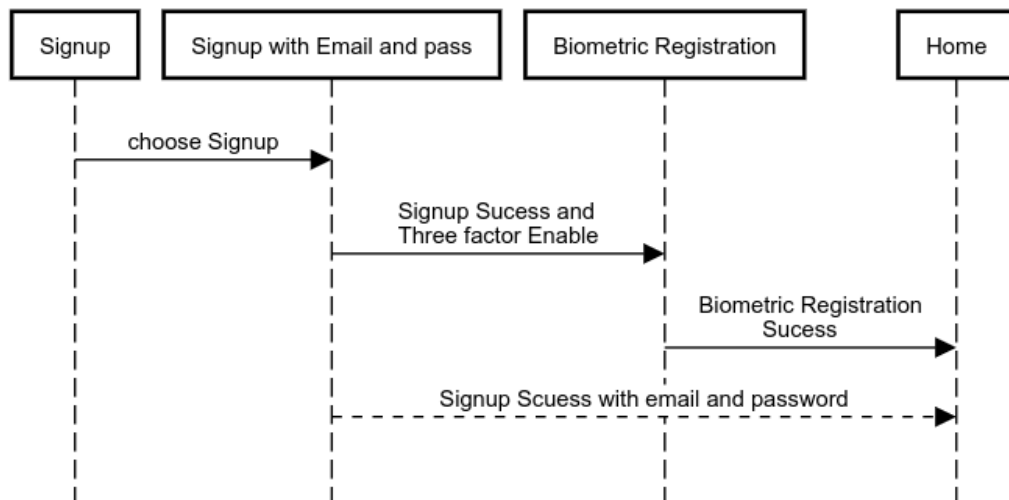 Signup
Signup with Email and pass
Biometric Registration
Home
choose Signup
Signup Sucess and
Three factor Enable
Biometric Registration
Sucess
Signup Scuess with email and password